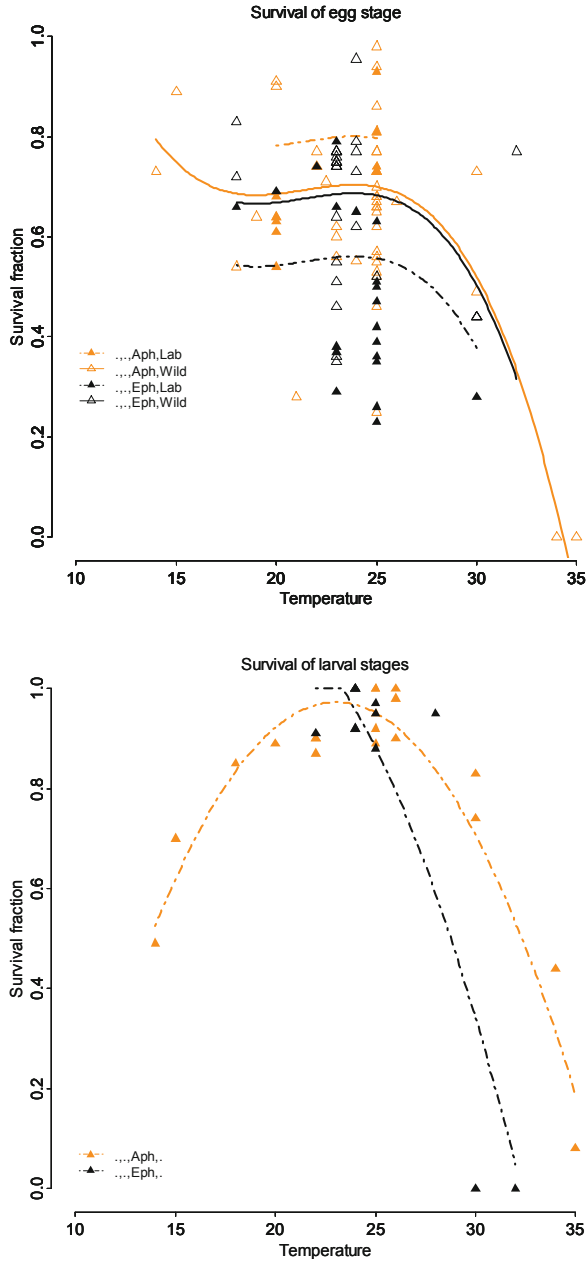 Survival of egg stage
1.0
0.8
0.6
0.4
0.2
0.0
Survival fraction
.,.,Aph,Lab
.,.,Aph,Wild
.,.,Eph,Lab
.,.,Eph,Wild
10 15 20 25 30 35
Temperature
Survival of larval stages
1.0
0.8
0.6
0.4
0.2
0.0
Survival fraction
.,.,Aph,.
.,.,Eph,.
10 15 20 25 30 35
Temperature